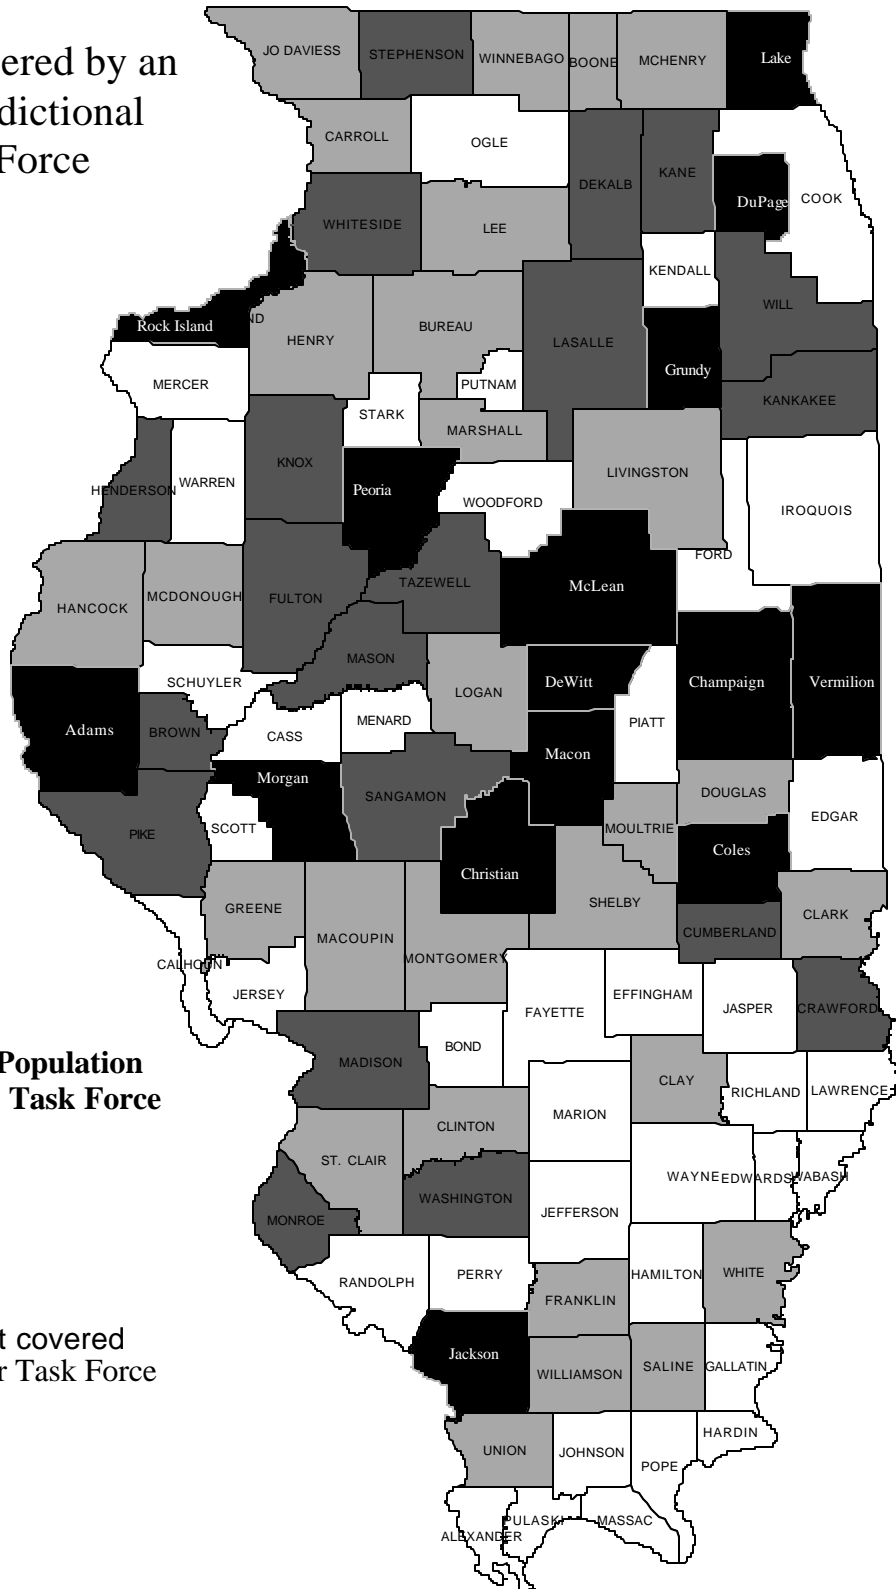 ered by an
dictional
Force
JO DAVIESS
STEPHENSON
WINNEBAGO
BOONE
MCHENRY
Lake
CARROLL
OGLE
DEKALB
KANE
DuPage
COOK
WHITESIDE
LEE
KENDALL
WILL
Rock Island
ND
HENRY
BUREAU
LASALLE
Grundy
MERCER
PUTNAM
KANKAKEE
STARK
MARSHALL
HENDERSON
WARREN
KNOX
Peoria
WOODFORD
LIVINGSTON
IROQUOIS
FORD
HANCOCK
MCDONOUGH
FULTON
TAZEWELL
McLean
SCHUYLER
MASON
LOGAN
DeWitt
Champaign
Vermilion
Adams
BROWN
CASS
MENARD
PIATT
Macon
Morgan
SANGAMON
DOUGLAS
EDGAR
PIKE
SCOTT
MOULTRIE
Coles
Christian
GREENE
MACOUPIN
MONTGOMERY
SHELBY
CUMBERLAND
CLARK
CALHOUN
JERSEY
FAYETTE
EFFINGHAM
JASPER
CRAWFORD
Population
Task Force
MADISON
BOND
CLAY
RICHLAND
LAWRENCE
MARION
CLINTON
ST. CLAIR
WAYNE
EDWARDS
WABASH
WASHINGTON
JEFFERSON
MONROE
RANDOLPH
PERRY
HAMILTON
WHITE
FRANKLIN
t covered
r Task Force
Jackson
WILLIAMSON
SALINE
GALLATIN
UNION
JOHNSON
POPE
HARDIN
ALEXANDER
PULASKI
MASSAC